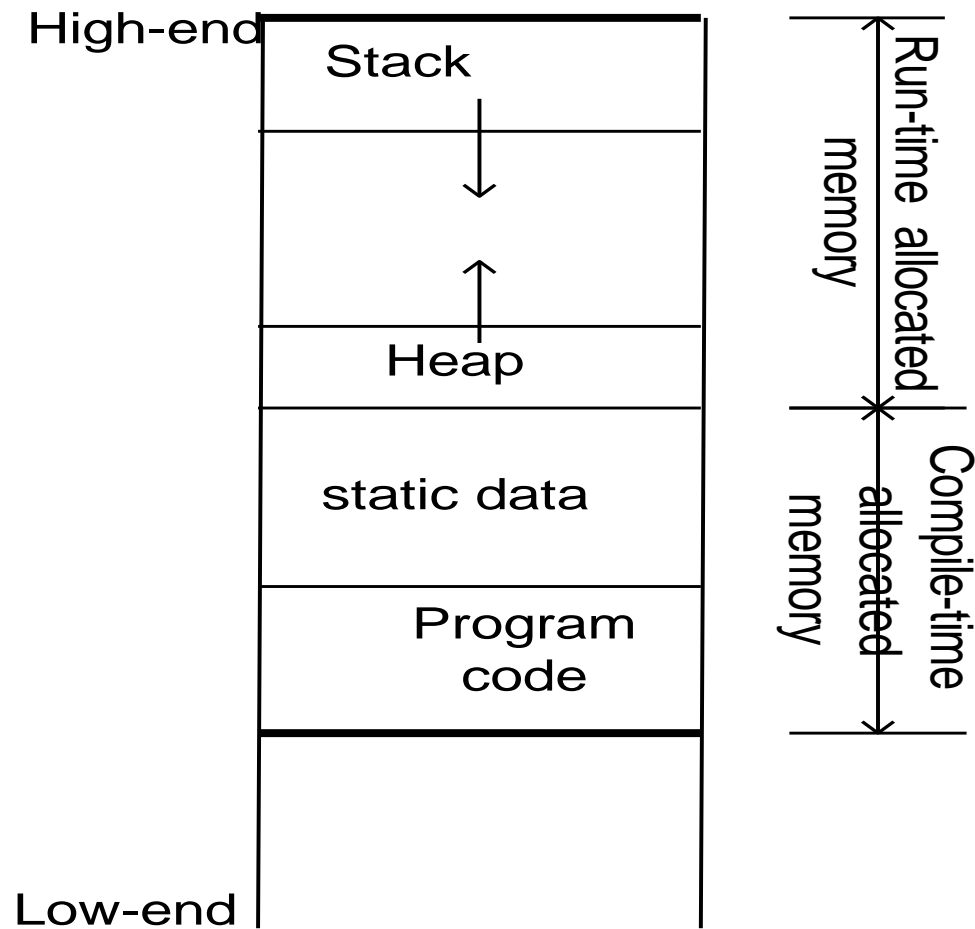 High-end
Stack
Heap
static data
Program
code
Low-end
Run-time allocated
memory
Compile-time
allocated
memory